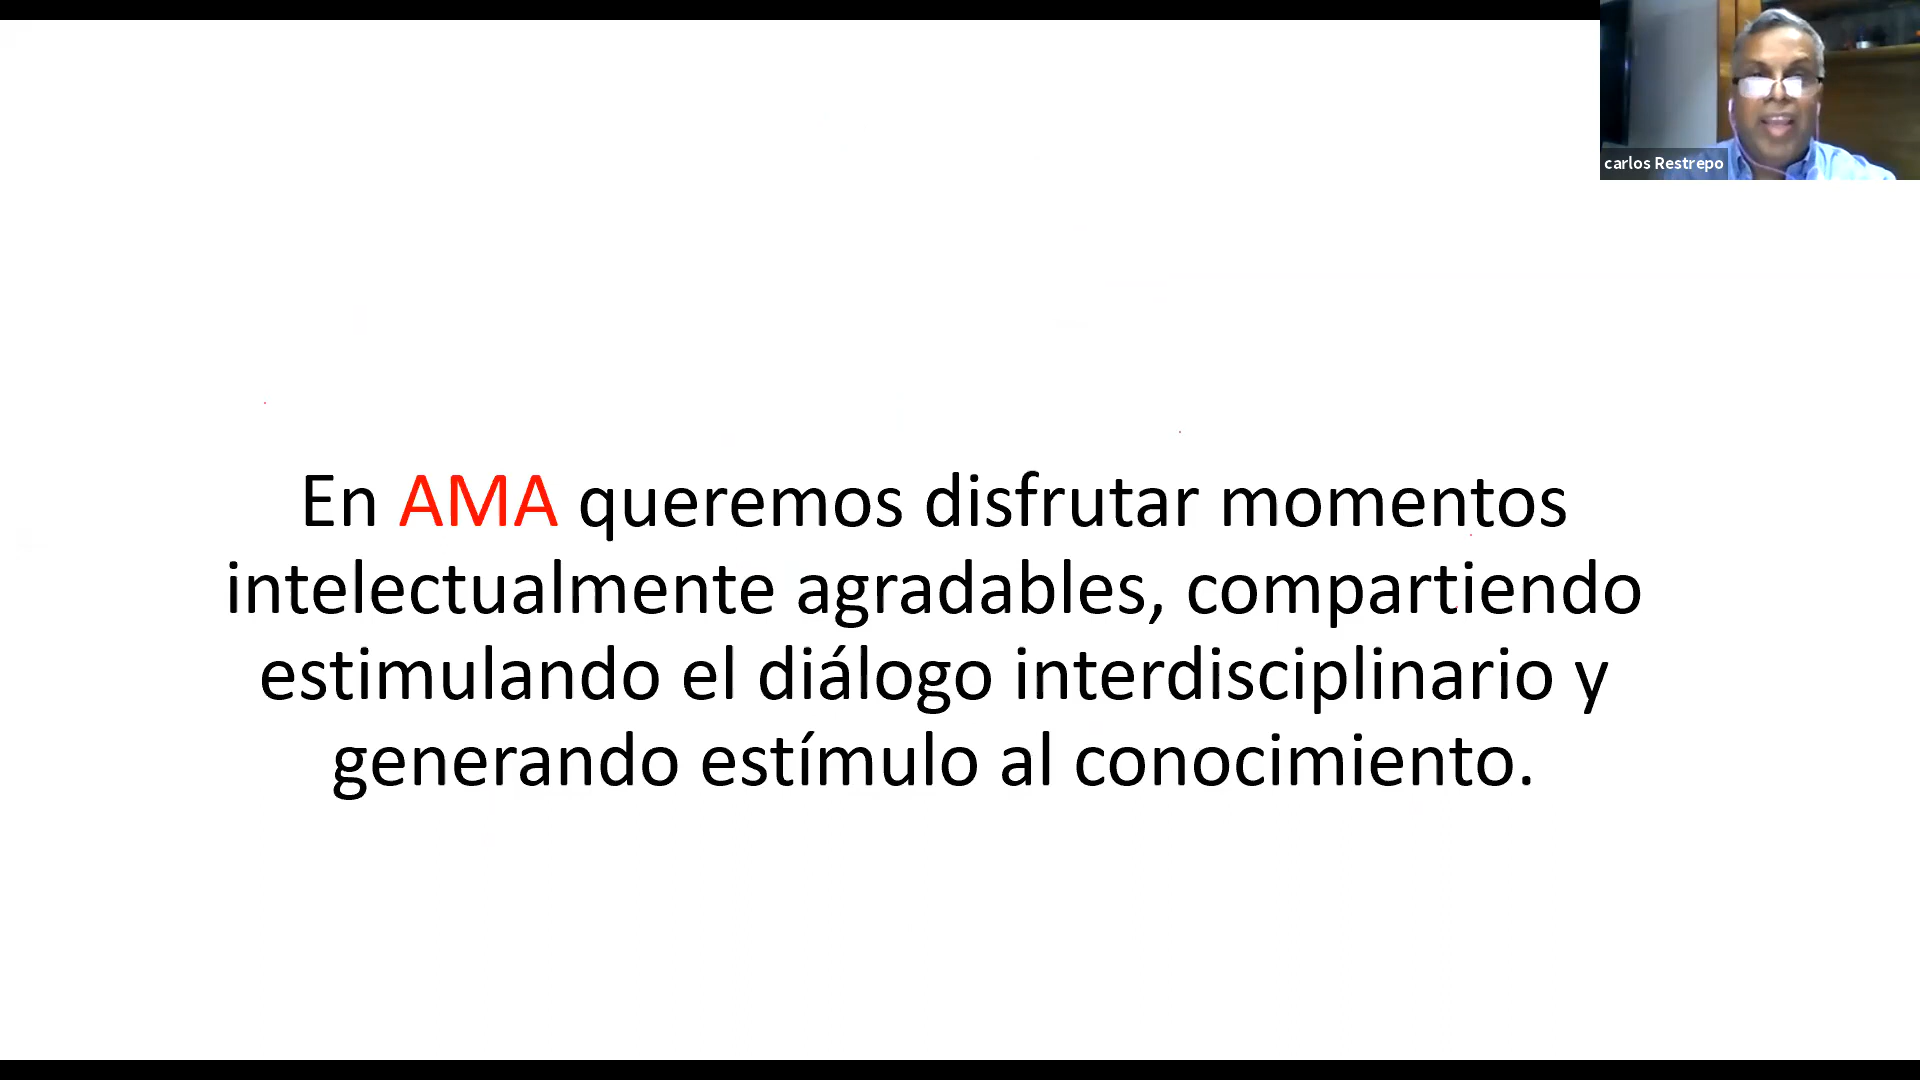 carlos Restrepo
En AMA queremos disfrutar momentos
intelectualmente agradables, compartiendo
estimulando el diálogo interdisciplinario y
generando estímulo al conocimiento.